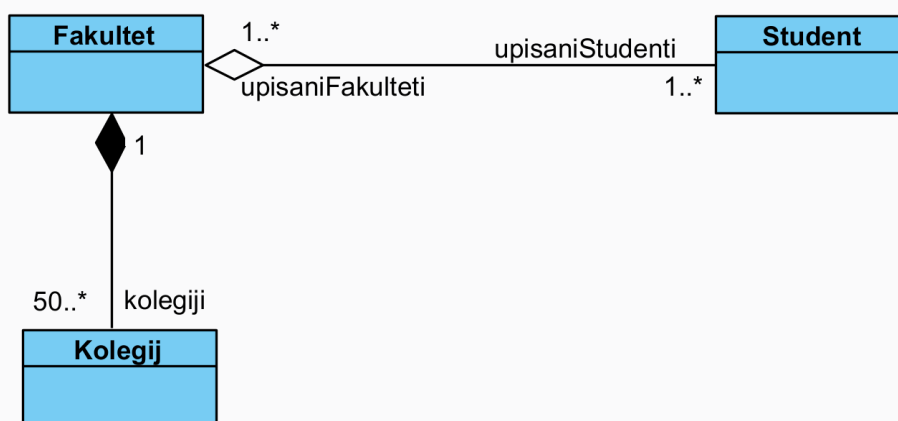 Fakultet
1..*
upisaniStudenti
Student
upisaniFakulteti
1..*
1
50..*
kolegiji
Kolegij